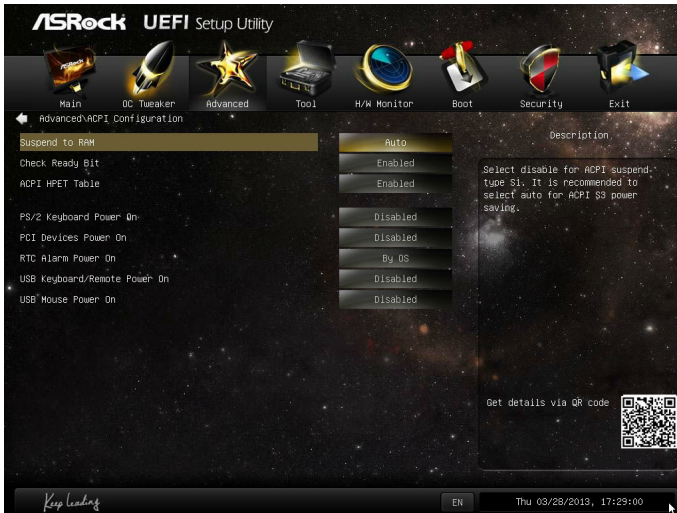 ASRock UEFI Setup Utility
Main OC Tweaker Advanced Tool H/W Monitor Boot Security Exit
Advanced\ACPI Configuration
Suspend to RAM Auto
Check Ready Bit Enabled
ACPI HPET Table Enabled
PS/2 Keyboard Power On Disabled
PCI Devices Power On Disabled
RTC Alarm Power On By OS
USB Keyboard/Remote Power On Disabled
USB Mouse Power On Disabled
Description
Select disable for ACPI suspend
type S1. It is recommended to
select auto for ACPI S3 power
saving.
Get details via QR code
Keep Leading
EN Thu 03/28/2013, 17:29:00